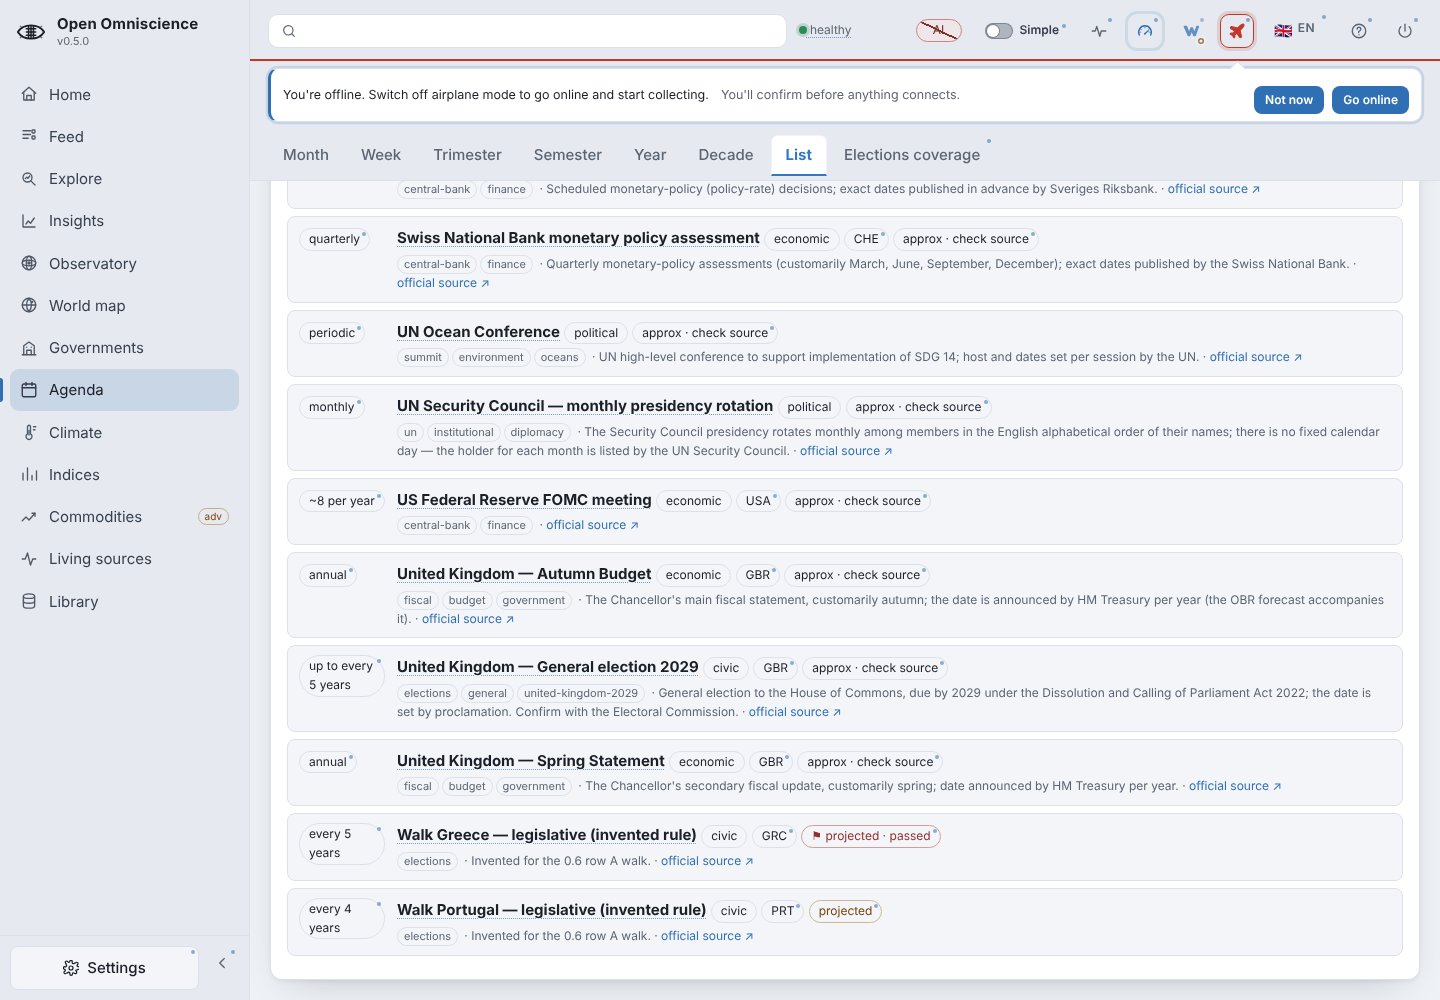 Open Omniscience
v0.5.0
healthy
AI
Simple
EN
Home
Feed
Explore
Insights
Observatory
World map
Governments
Agenda
Climate
Indices
Commodities adv
Living sources
Library
Settings
You're offline. Switch off airplane mode to go online and start collecting. You'll confirm before anything connects.
Not now Go online
Month Week Trimester Semester Year Decade List Elections coverage
central-bank finance · Scheduled monetary-policy (policy-rate) decisions; exact dates published in advance by Sveriges Riksbank. · official source ↗
quarterly Swiss National Bank monetary policy assessment economic CHE approx · check source
central-bank finance · Quarterly monetary-policy assessments (customarily March, June, September, December); exact dates published by the Swiss National Bank. ·
official source ↗
periodic UN Ocean Conference political approx · check source
summit environment oceans · UN high-level conference to support implementation of SDG 14; host and dates set per session by the UN. · official source ↗
monthly UN Security Council — monthly presidency rotation political approx · check source
un institutional diplomacy · The Security Council presidency rotates monthly among members in the English alphabetical order of their names; there is no fixed calendar
day — the holder for each month is listed by the UN Security Council. · official source ↗
~8 per year US Federal Reserve FOMC meeting economic USA approx · check source
central-bank finance · official source ↗
annual United Kingdom — Autumn Budget economic GBR approx · check source
fiscal budget government · The Chancellor's main fiscal statement, customarily autumn; the date is announced by HM Treasury per year (the OBR forecast accompanies
it). · official source ↗
up to every
5 years
United Kingdom — General election 2029 civic GBR approx · check source
elections general united-kingdom-2029 · General election to the House of Commons, due by 2029 under the Dissolution and Calling of Parliament Act 2022; the date is
set by proclamation. Confirm with the Electoral Commission. · official source ↗
annual United Kingdom — Spring Statement economic GBR approx · check source
fiscal budget government · The Chancellor's secondary fiscal update, customarily spring; date announced by HM Treasury per year. · official source ↗
every 5
years
Walk Greece — legislative (invented rule) civic GRC ⚑ projected · passed
elections · Invented for the 0.6 row A walk. · official source ↗
every 4
years
Walk Portugal — legislative (invented rule) civic PRT projected
elections · Invented for the 0.6 row A walk. · official source ↗